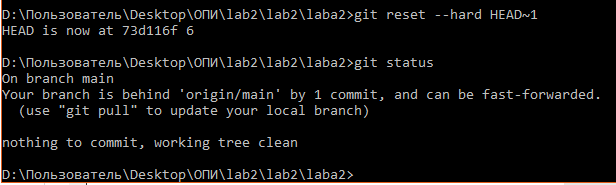 D:\Пользователь\Desktop\ОПИ\lab2\lab2\laba2>git reset --hard HEAD~1
HEAD is now at 73d116f 6
D:\Пользователь\Desktop\ОПИ\lab2\lab2\laba2>git status
On branch main
Your branch is behind 'origin/main' by 1 commit, and can be fast-forwarded.
  (use "git pull" to update your local branch)
nothing to commit, working tree clean
D:\Пользователь\Desktop\ОПИ\lab2\lab2\laba2>